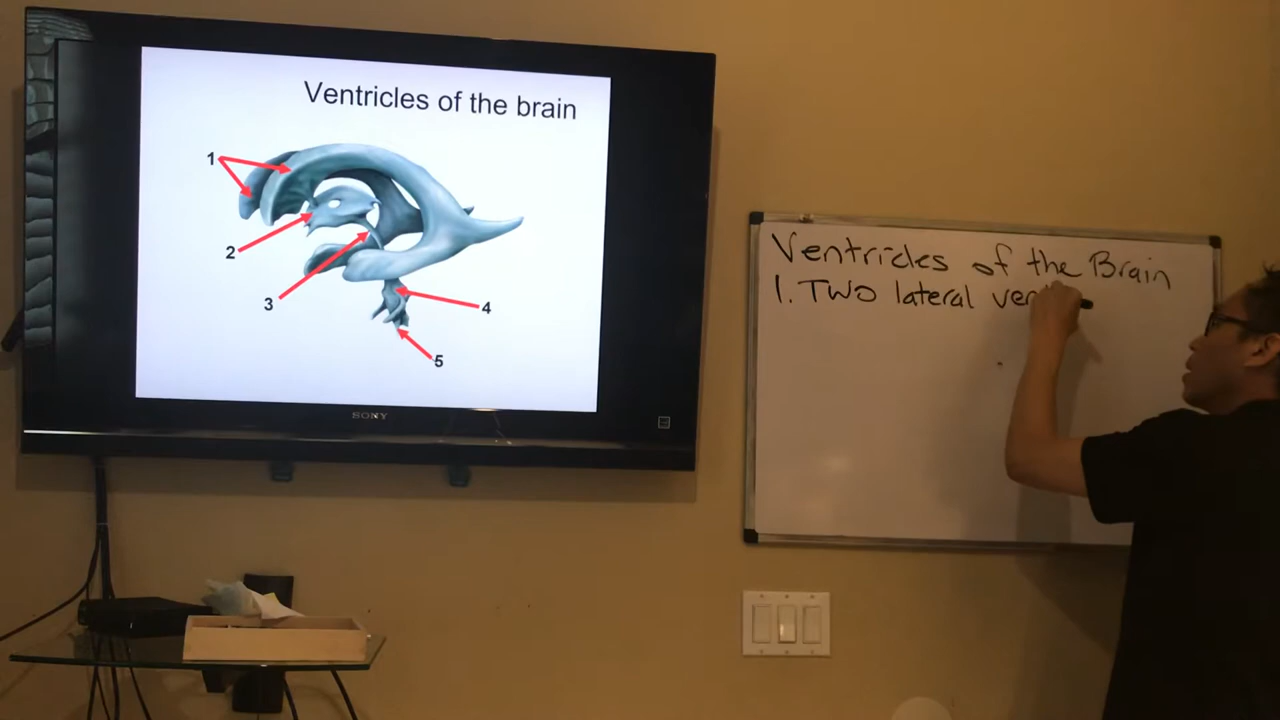 Ventricles of the brain
1
2
3
4
5
SONY
Ventricles of the Brain
1. Two lateral ven